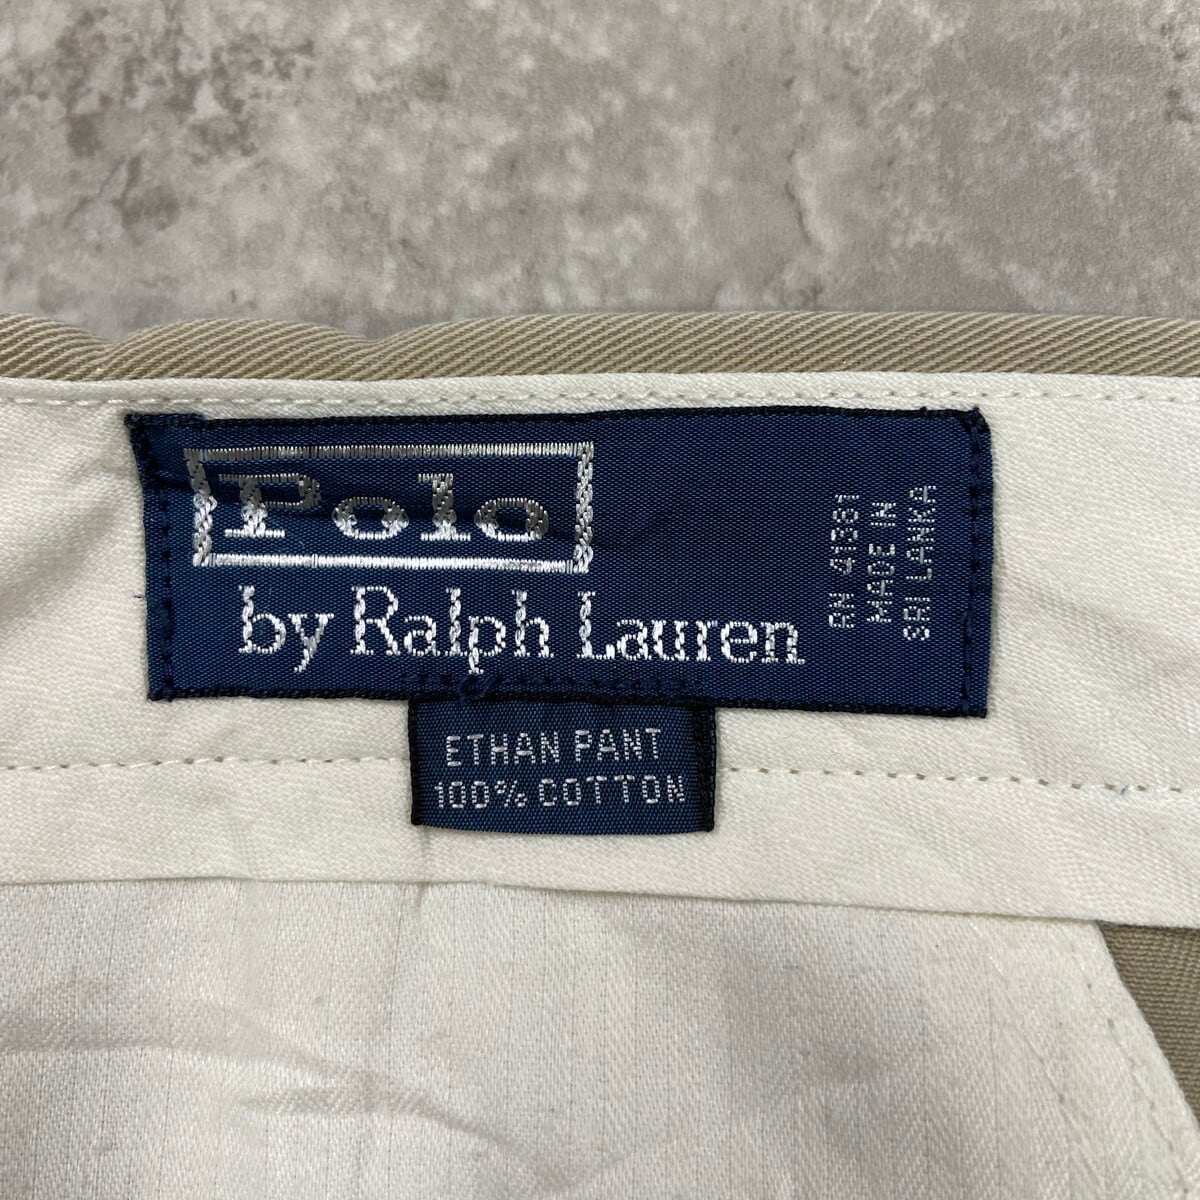 Polo
by Ralph Lauren
RN 41381
MADE IN
SRI LANKA
ETHAN PANT
100% COTTON